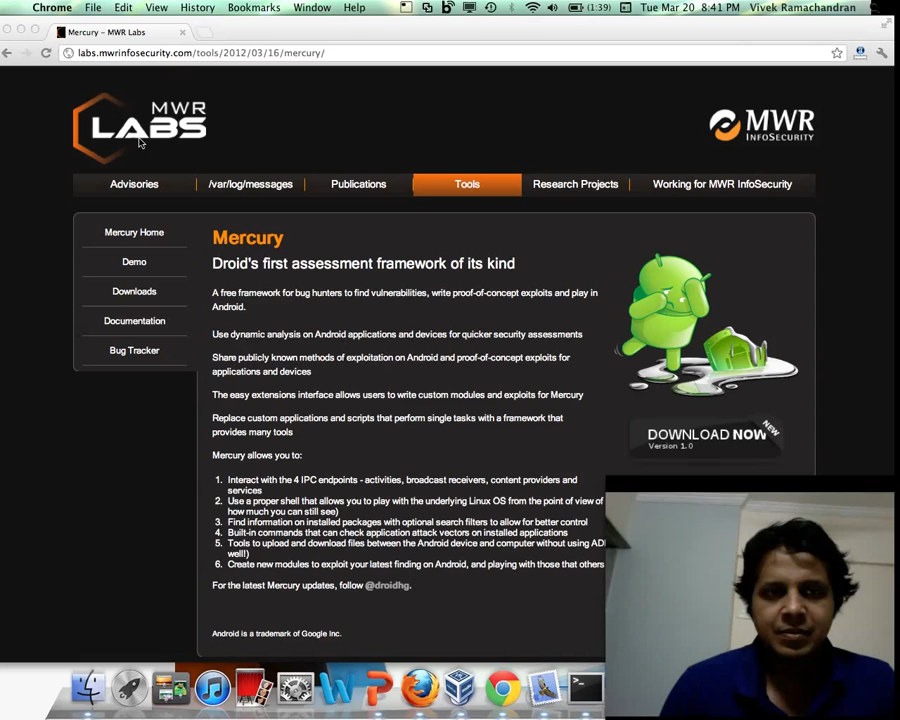 Chrome File Edit View History Bookmarks Window Help (1:39) Tue Mar 20 8:41 PM Vivek Ramachandran
Mercury – MWR Labs
labs.mwrinfosecurity.com/tools/2012/03/16/mercury/
MWR
LABS
MWR
INFOSECURITY
Advisories /var/log/messages Publications Tools Research Projects Working for MWR InfoSecurity
Mercury Home
Demo
Downloads
Documentation
Bug Tracker
Mercury
Droid's first assessment framework of its kind
A free framework for bug hunters to find vulnerabilities, write proof-of-concept exploits and play in
Android.
Use dynamic analysis on Android applications and devices for quicker security assessments
Share publicly known methods of exploitation on Android and proof-of-concept exploits for
applications and devices
The easy extensions interface allows users to write custom modules and exploits for Mercury
Replace custom applications and scripts that perform single tasks with a framework that
provides many tools
Mercury allows you to:
1. Interact with the 4 IPC endpoints - activities, broadcast receivers, content providers and
services
2. Use a proper shell that allows you to play with the underlying Linux OS from the point of view of
how much you can still see)
3. Find information on installed packages with optional search filters to allow for better control
4. Built-in commands that can check application attack vectors on installed applications
5. Tools to upload and download files between the Android device and computer without using AD
well!)
6. Create new modules to exploit your latest finding on Android, and playing with those that others
For the latest Mercury updates, follow @droidhg.
Android is a trademark of Google Inc.
DOWNLOAD NOW
NEW
Version 1.0